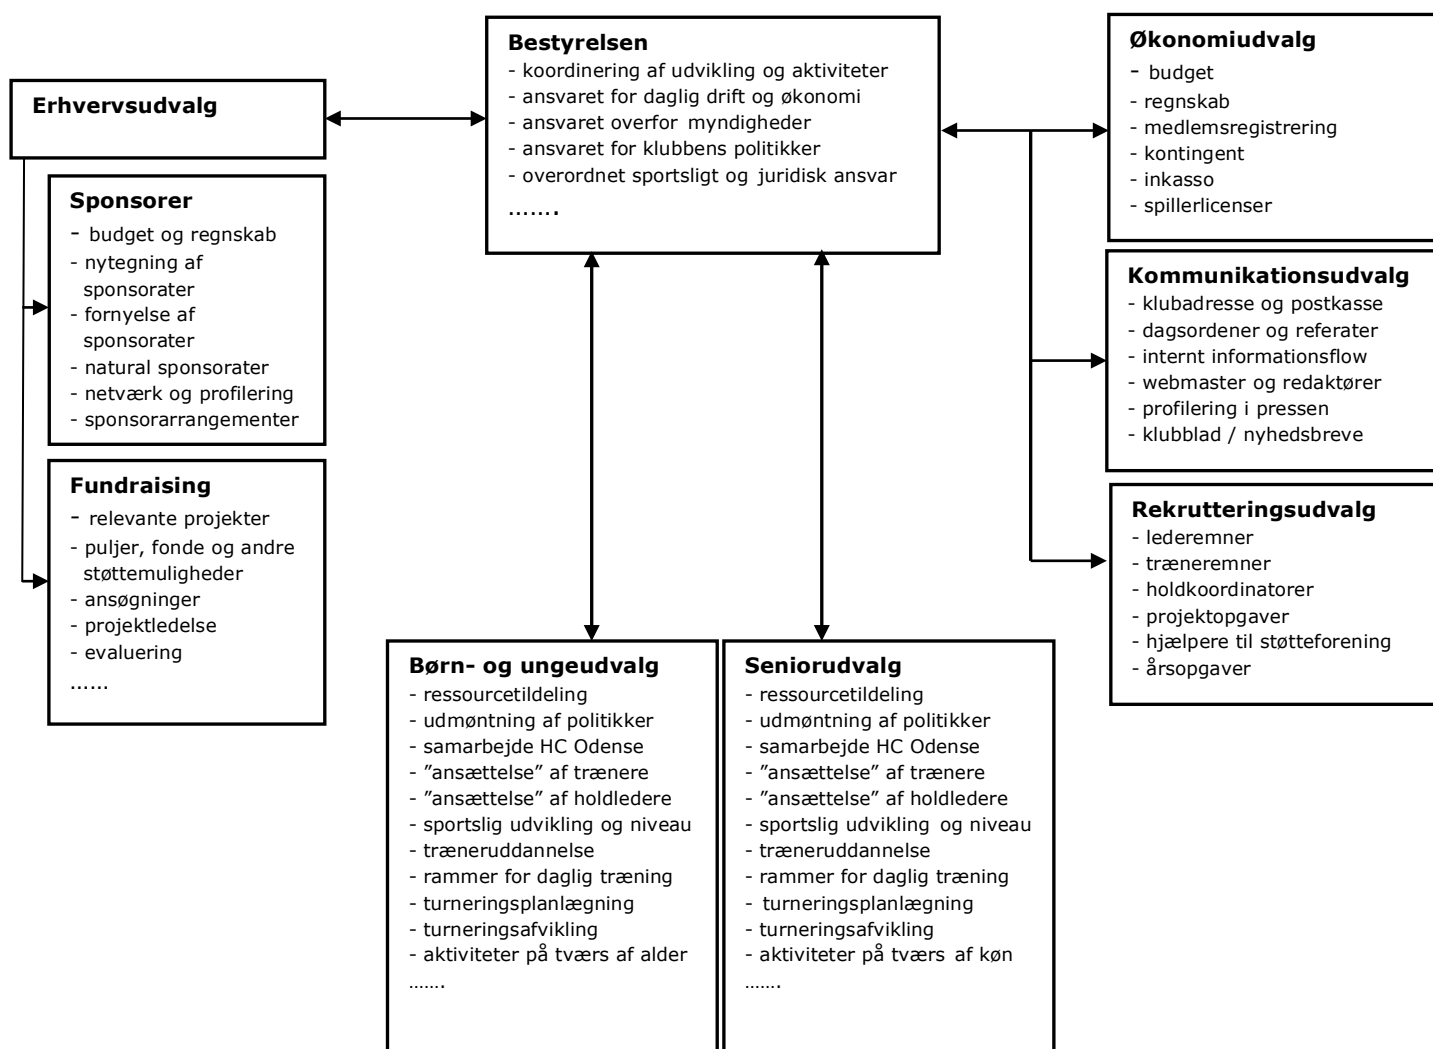 Bestyrelsen
- koordinering af udvikling og aktiviteter
- ansvaret for daglig drift og økonomi
- ansvaret overfor myndigheder
- ansvaret for klubbens politikker
- overordnet sportsligt og juridisk ansvar
…….
Erhvervsudvalg
Sponsorer
- budget og regnskab
- nytegning af
sponsorater
- fornyelse af
sponsorater
- natural sponsorater
- netværk og profilering
- sponsorarrangementer
Fundraising
- relevante projekter
- puljer, fonde og andre
støttemuligheder
- ansøgninger
- projektledelse
- evaluering
……
Økonomiudvalg
- budget
- regnskab
- medlemsregistrering
- kontingent
- inkasso
- spillerlicenser
Kommunikationsudvalg
- klubadresse og postkasse
- dagsordener og referater
- internt informationsflow
- webmaster og redaktører
- profilering i pressen
- klubblad / nyhedsbreve
Rekrutteringsudvalg
- lederemner
- træneremner
- holdkoordinatorer
- projektopgaver
- hjælpere til støtteforening
- årsopgaver
Børn- og ungeudvalg
- ressourcetildeling
- udmøntning af politikker
- samarbejde HC Odense
- ”ansættelse” af trænere
- ”ansættelse” af holdledere
- sportslig udvikling og niveau
- træneruddannelse
- rammer for daglig træning
- turneringsplanlægning
- turneringsafvikling
- aktiviteter på tværs af alder
…….
Seniorudvalg
- ressourcetildeling
- udmøntning af politikker
- samarbejde HC Odense
- ”ansættelse” af trænere
- ”ansættelse” af holdledere
- sportslig udvikling og niveau
- træneruddannelse
- rammer for daglig træning
- turneringsplanlægning
- turneringsafvikling
- aktiviteter på tværs af køn
…….